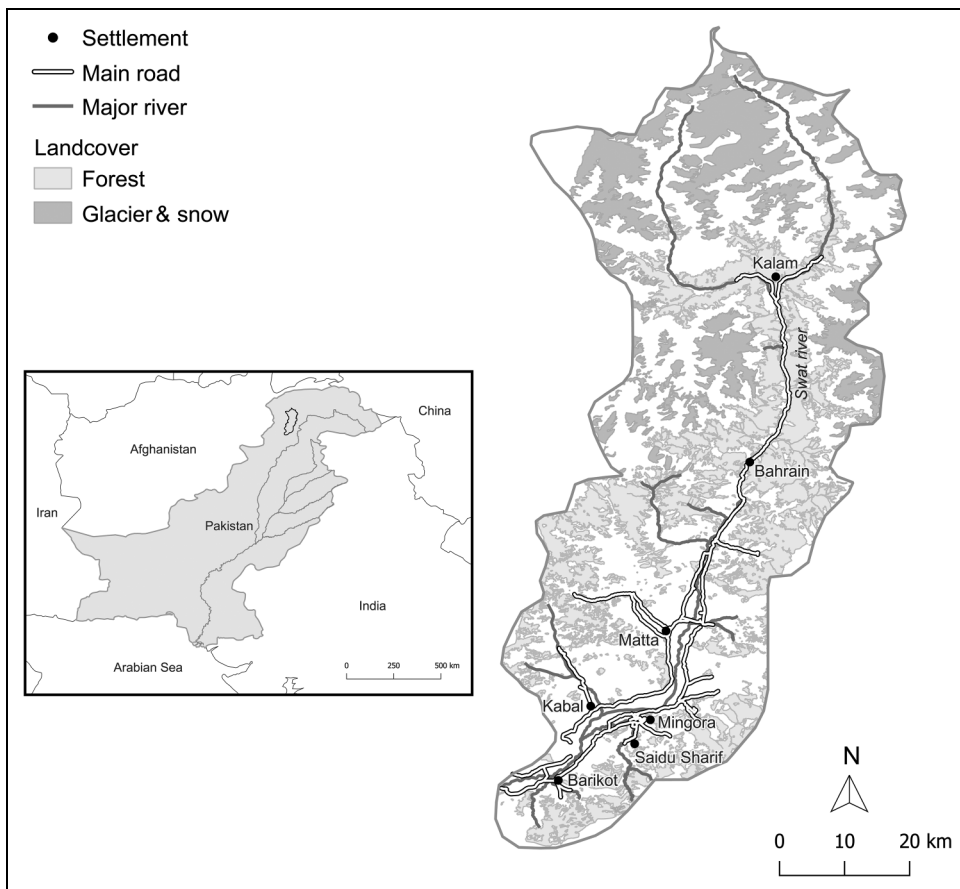 Settlement
Main road
Major river
Landcover
Forest
Glacier & snow
Kalam
Swat river
Bahrain
Matta
Kabal
Mingora
Saidu Sharif
Barikot
China
Afghanistan
Iran
Pakistan
India
Arabian Sea
0 250 500 km
N
0 10 20 km